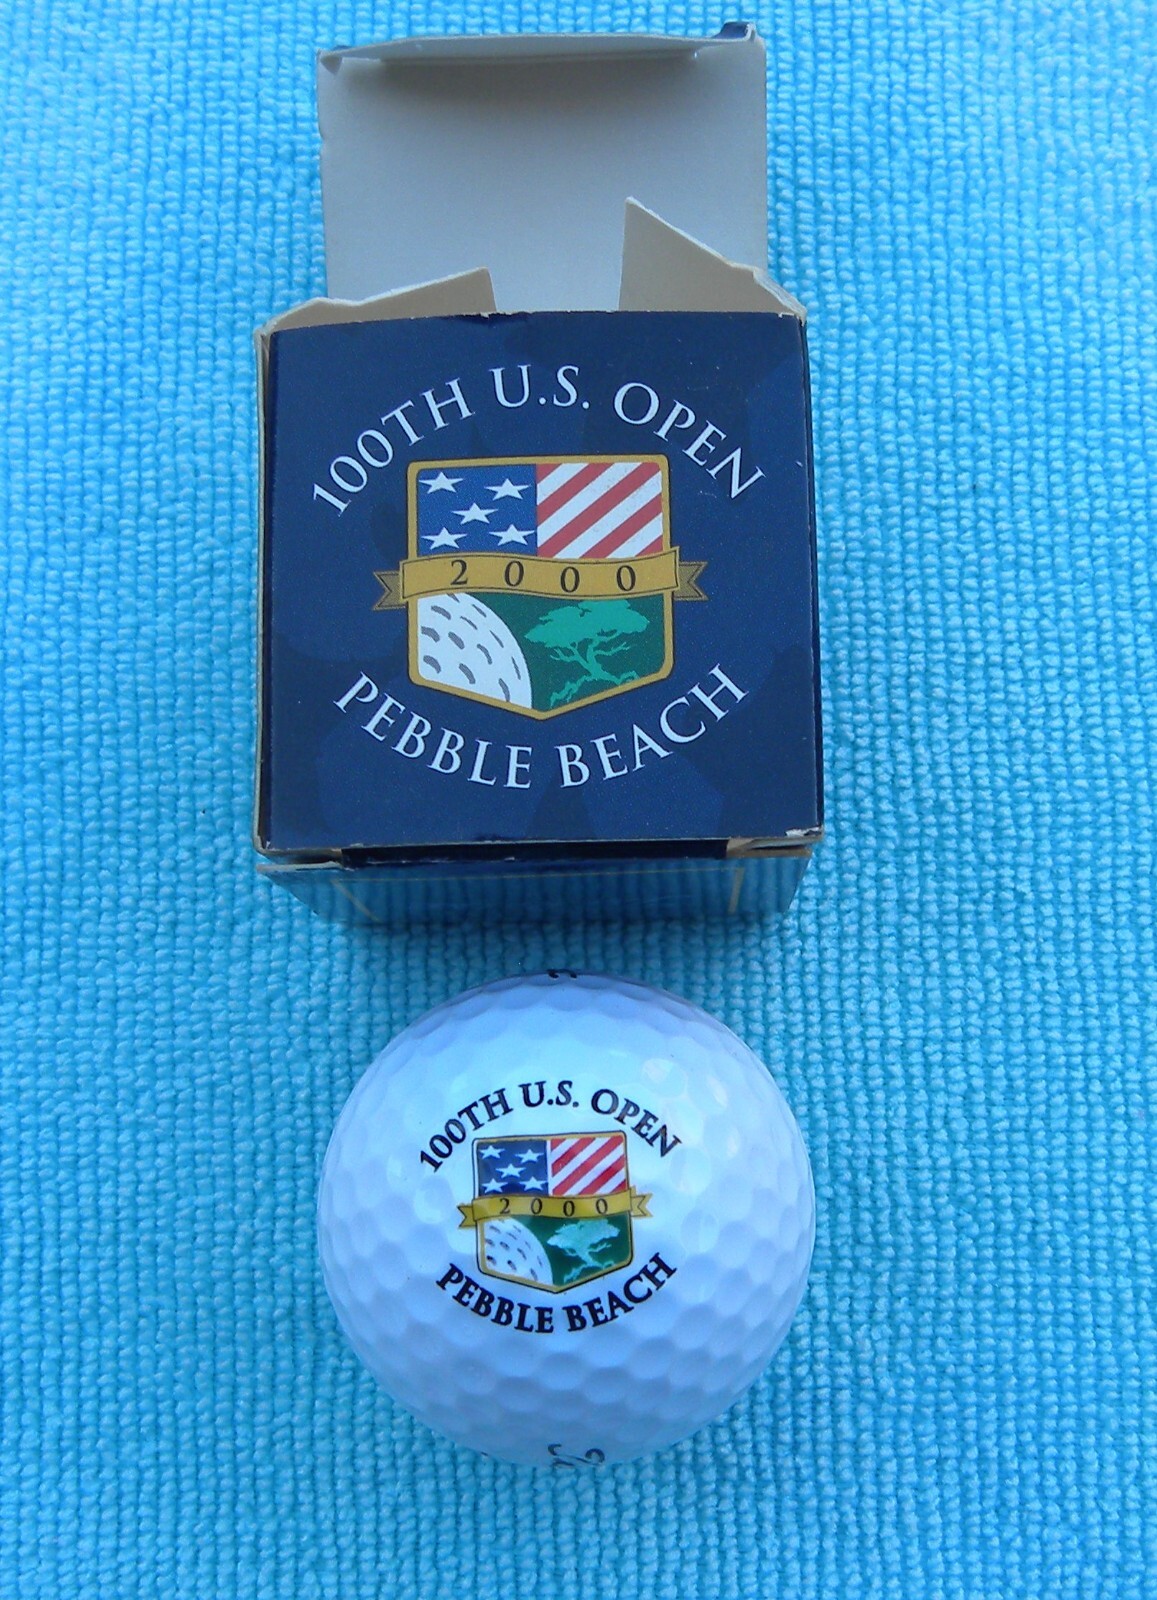 100TH U.S. OPEN
2000
PEBBLE BEACH
100TH U.S. OPEN
2000
PEBBLE BEACH